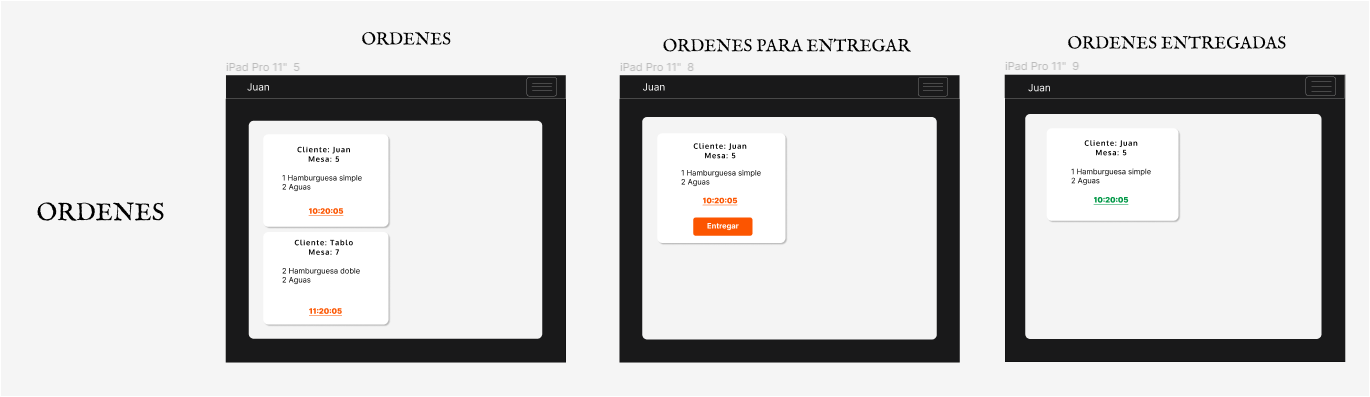 ORDENES
ORDENES
iPad Pro 11" 5
Juan
Cliente: Juan
Mesa: 5
1 Hamburguesa simple
2 Aguas
10:20:05
Cliente: Tablo
Mesa: 7
2 Hamburguesa doble
2 Aguas
11:20:05
ORDENES PARA ENTREGAR
iPad Pro 11" 8
Juan
Cliente: Juan
Mesa: 5
1 Hamburguesa simple
2 Aguas
10:20:05
Entregar
ORDENES ENTREGADAS
iPad Pro 11" 9
Juan
Cliente: Juan
Mesa: 5
1 Hamburguesa simple
2 Aguas
10:20:05